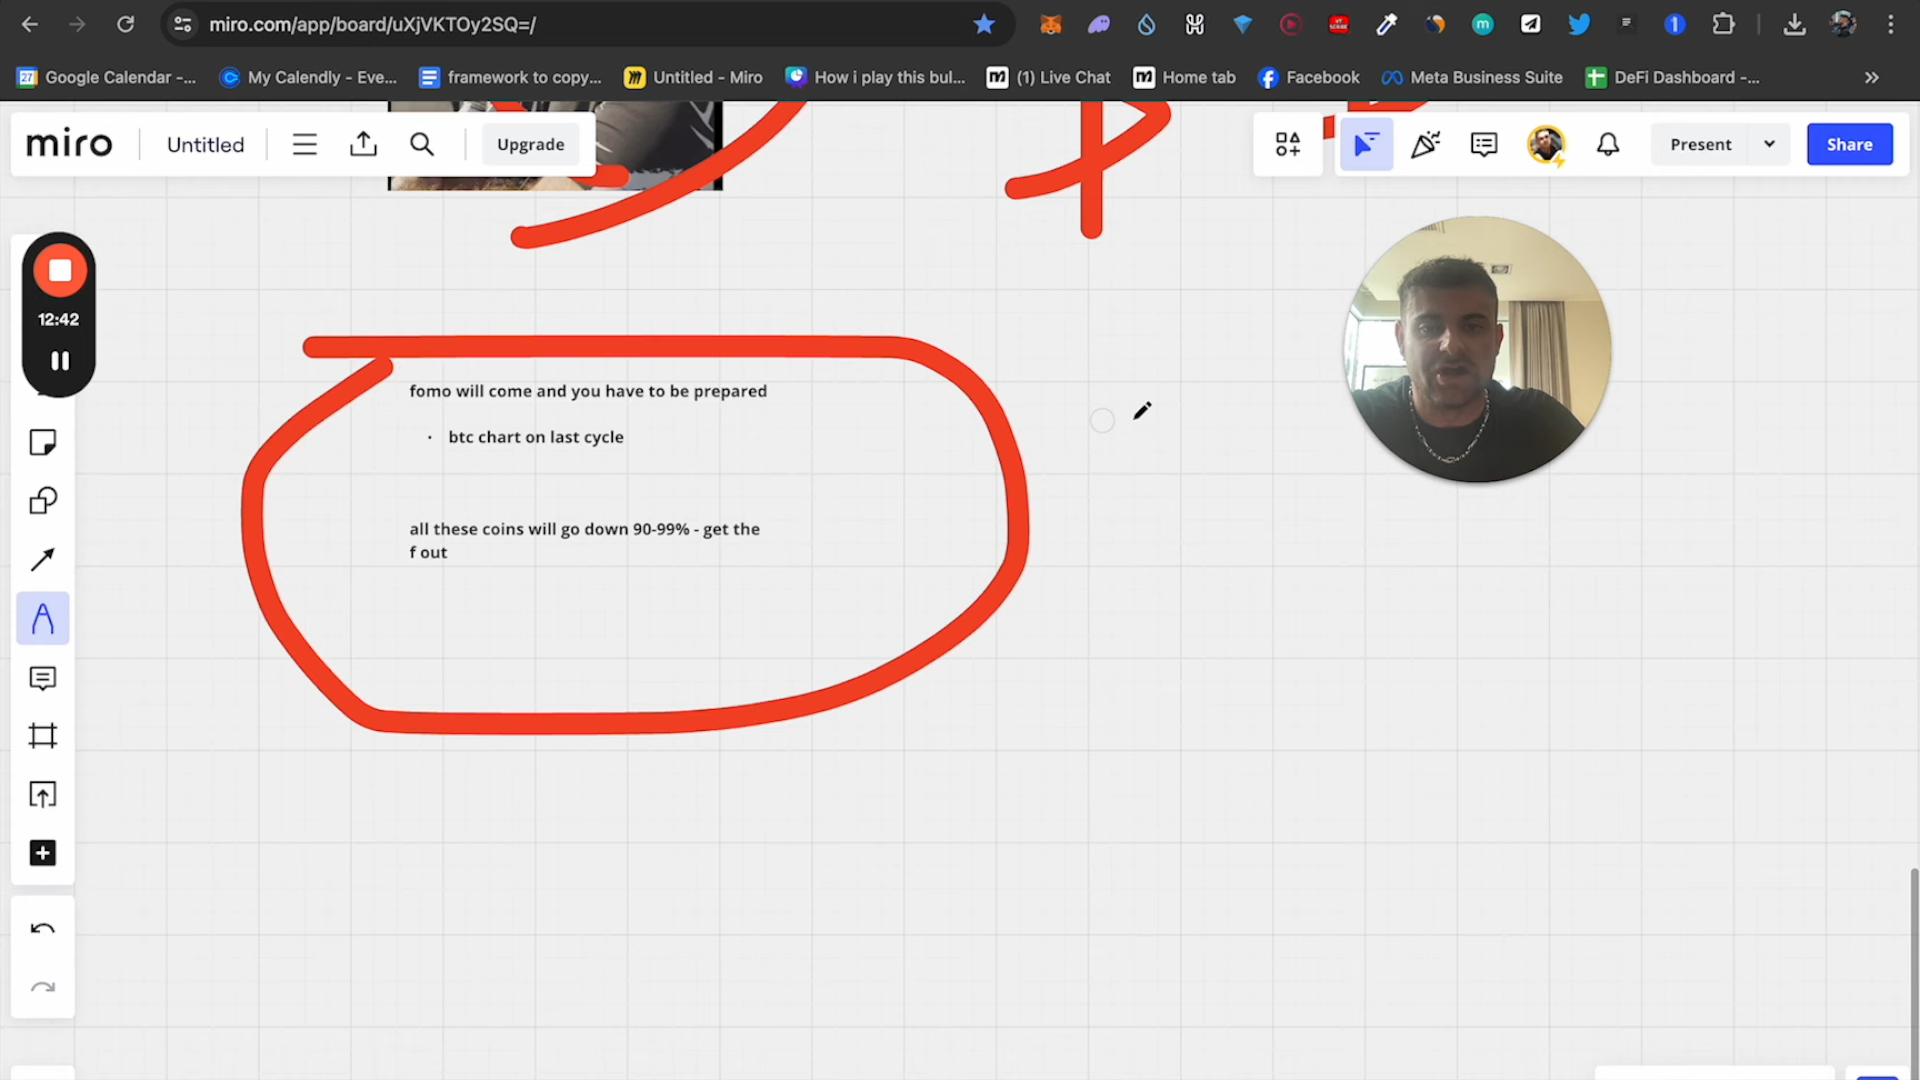 miro.com/app/board/uXjVKTOy2SQ=/
Google Calendar -...
My Calendly - Eve...
framework to copy...
Untitled - Miro
How i play this bul...
(1) Live Chat
Home tab
Facebook
Meta Business Suite
DeFi Dashboard -...
miro
Untitled
Upgrade
Present
Share
12:42
fomo will come and you have to be prepared
· btc chart on last cycle
all these coins will go down 90-99% - get the
f out